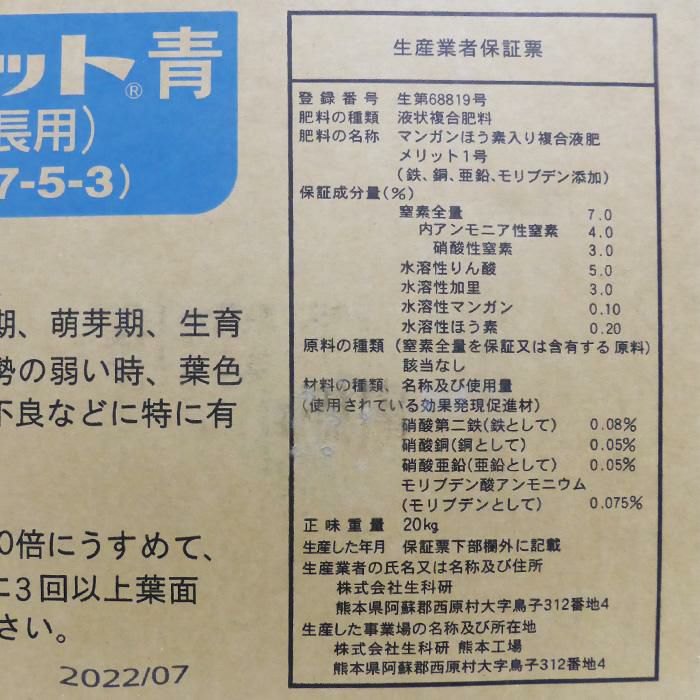 ット®青
長用)
7-5-3)
期、萌芽期、生育
勢の弱い時、葉色
不良などに特に有
0倍にうすめて、
に3回以上葉面
さい。
2022/07
生産業者保証票
登録番号 生第68819号
肥料の種類 液状複合肥料
肥料の名称 マンガンほう素入り複合液肥
メリット1号
(鉄、銅、亜鉛、モリブデン添加)
保証成分量(%)
窒素全量 7.0
内アンモニア性窒素 4.0
硝酸性窒素 3.0
水溶性りん酸 5.0
水溶性加里 3.0
水溶性マンガン 0.10
水溶性ほう素 0.20
原料の種類(窒素全量を保証又は含有する原料)
該当なし
材料の種類、名称及び使用量
(使用されている効果発現促進材)
硝酸第二鉄(鉄として) 0.08%
硝酸銅(銅として) 0.05%
硝酸亜鉛(亜鉛として) 0.05%
モリブデン酸アンモニウム
(モリブデンとして) 0.075%
正味重量 20kg
生産した年月 保証票下部欄外に記載
生産業者の氏名又は名称及び住所
株式会社生科研
熊本県阿蘇郡西原村大字鳥子312番地4
生産した事業場の名称及び所在地
株式会社生科研 熊本工場
熊本県阿蘇郡西原村大字鳥子312番地4